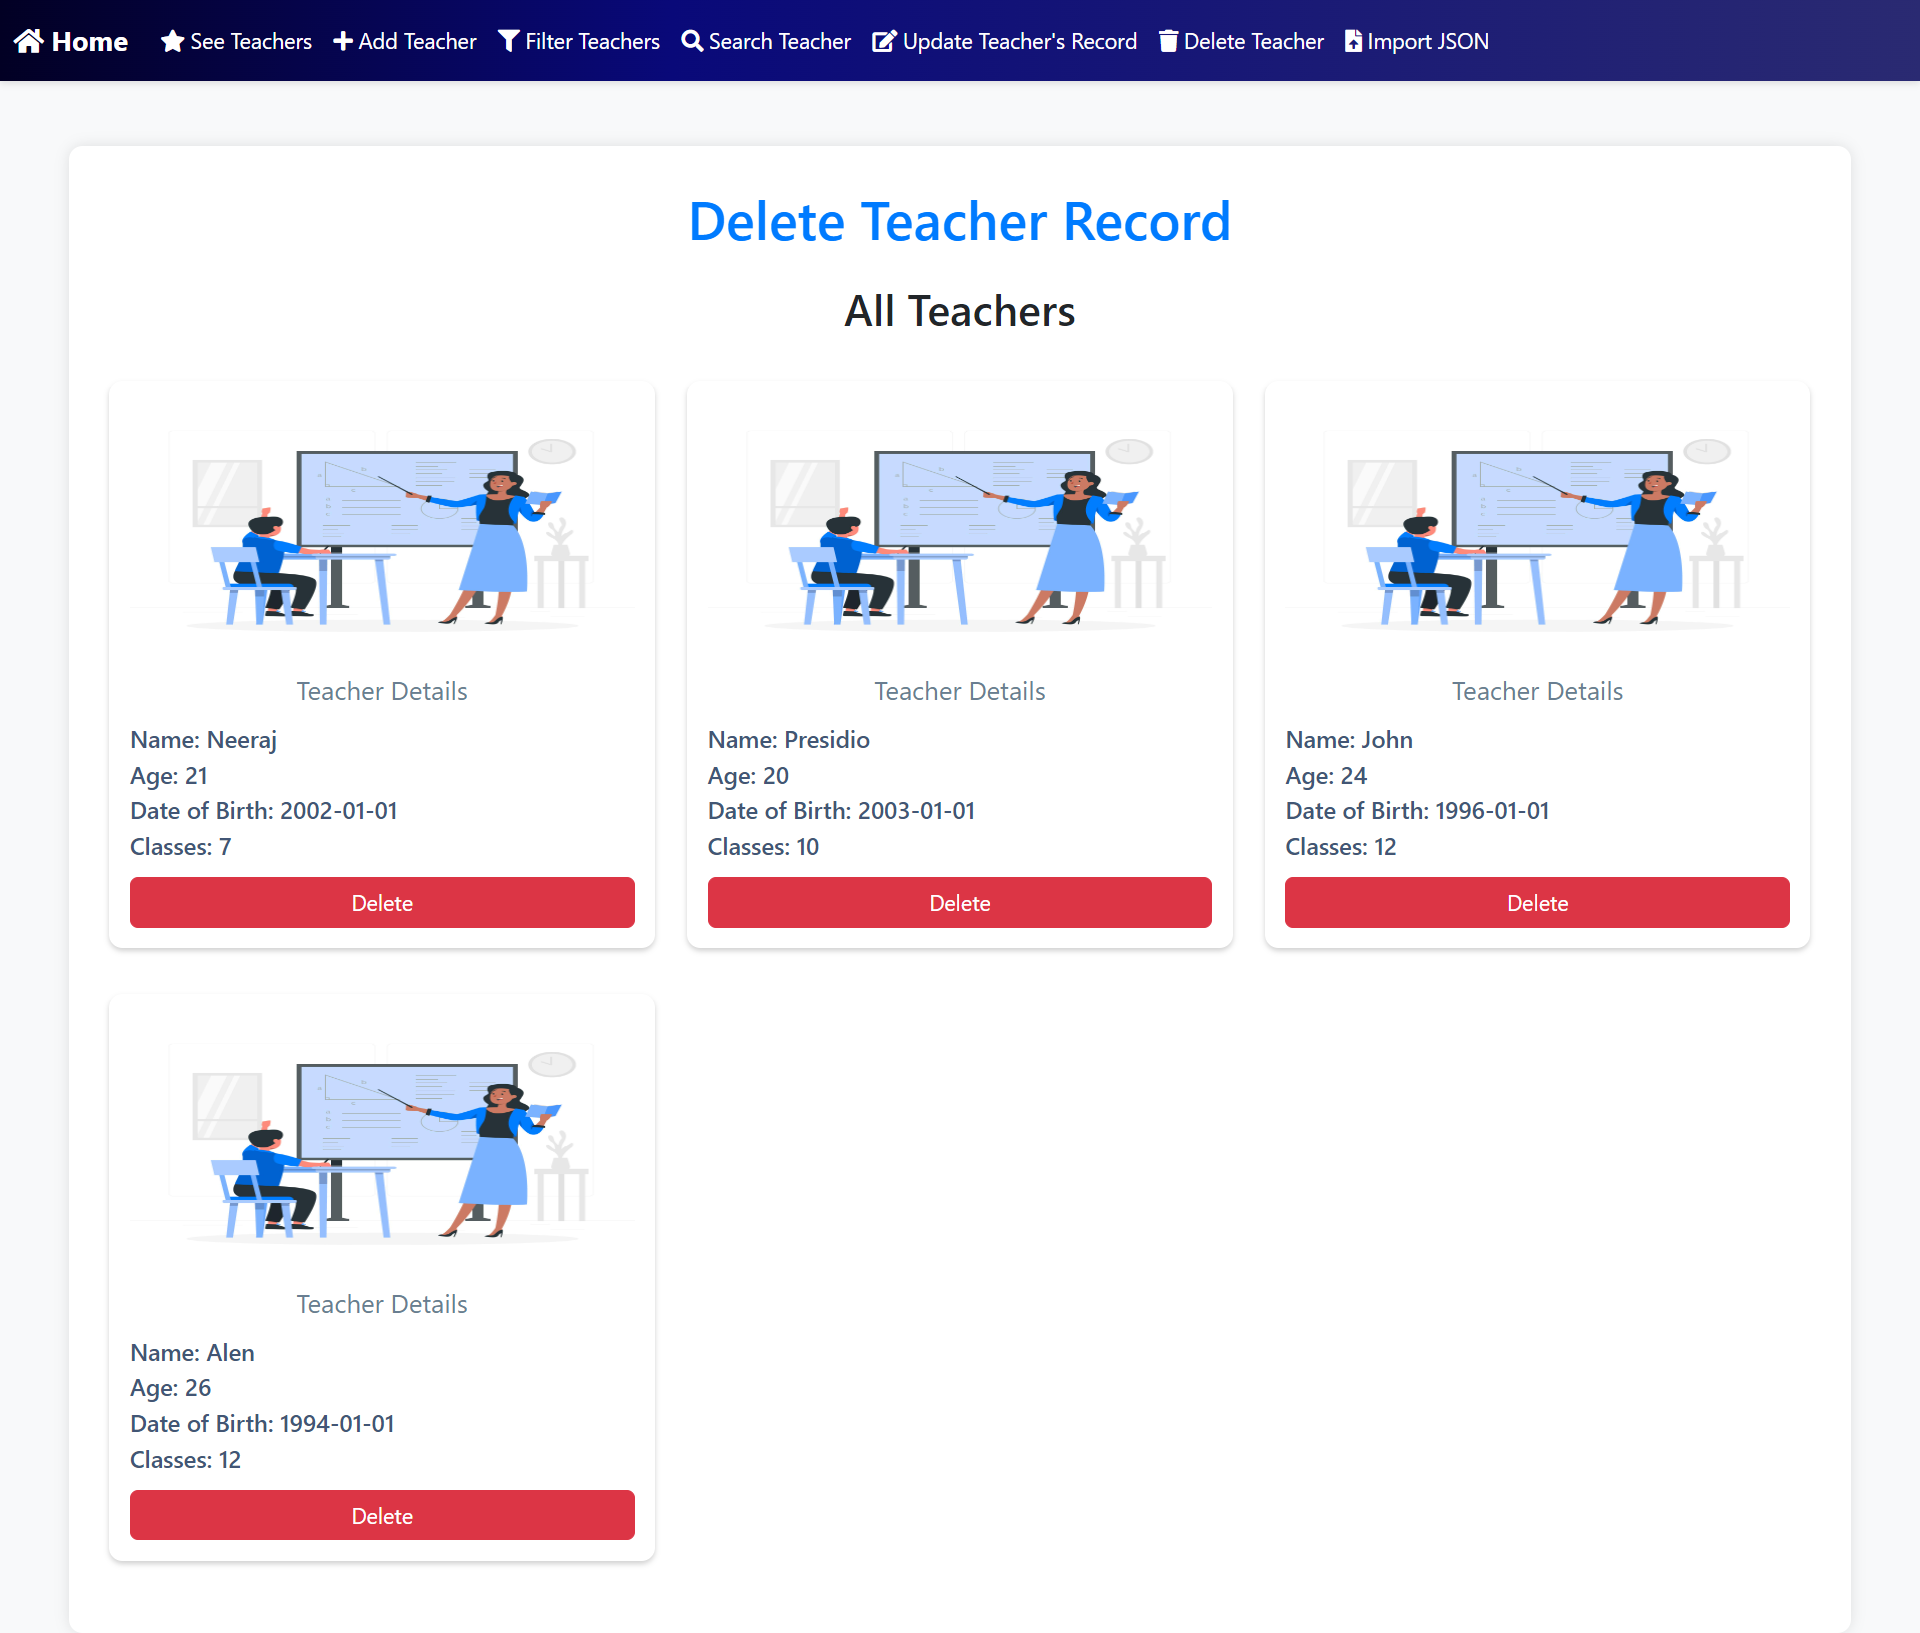 Home See Teachers Add Teacher Filter Teachers Search Teacher Update Teacher's Record Delete Teacher Import JSON
Delete Teacher Record
All Teachers
Teacher Details
Name: Neeraj
Age: 21
Date of Birth: 2002-01-01
Classes: 7
Delete
Teacher Details
Name: Presidio
Age: 20
Date of Birth: 2003-01-01
Classes: 10
Delete
Teacher Details
Name: John
Age: 24
Date of Birth: 1996-01-01
Classes: 12
Delete
Teacher Details
Name: Alen
Age: 26
Date of Birth: 1994-01-01
Classes: 12
Delete